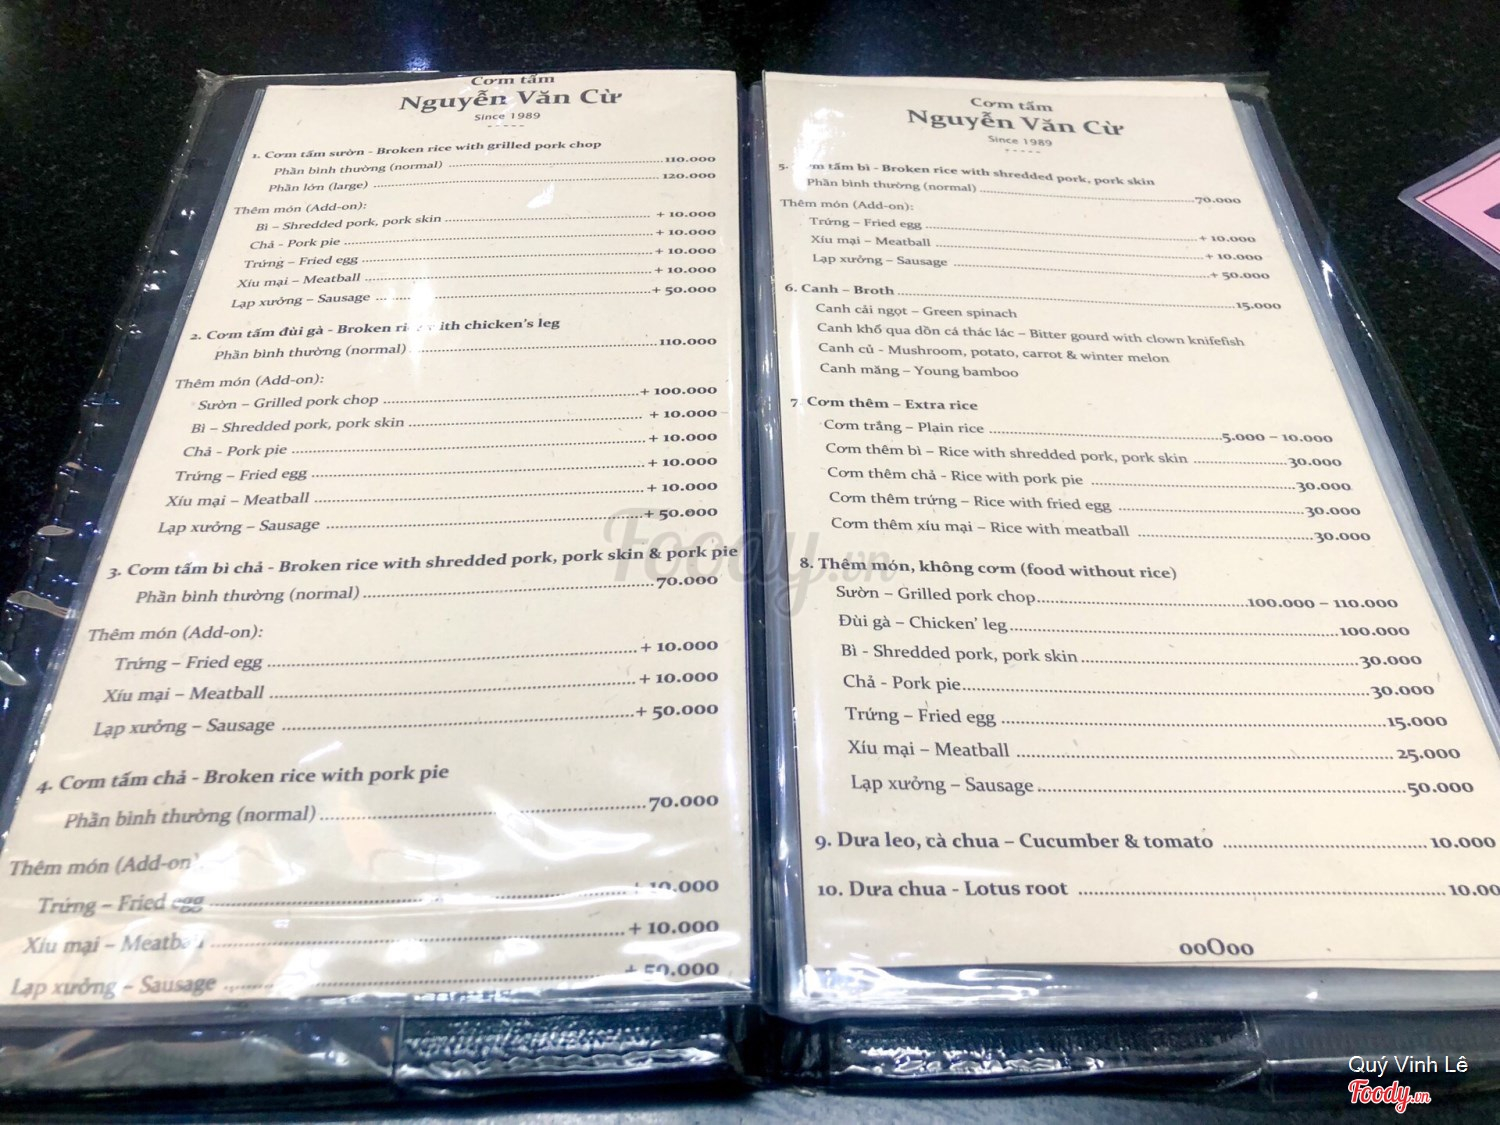 Cơm tấm
Nguyễn Văn Cừ
Since 1989
1. Cơm tấm sườn - Broken rice with grilled pork chop
Phần bình thường (normal) 110.000
Phần lớn (large) 120.000
Thêm món (Add-on):
Bì – Shredded pork, pork skin + 10.000
Chả - Pork pie + 10.000
Trứng – Fried egg + 10.000
Xíu mại – Meatball + 10.000
Lạp xưởng – Sausage + 50.000
2. Cơm tấm đùi gà - Broken rice with chicken's leg
Phần bình thường (normal) 110.000
Thêm món (Add-on):
Sườn – Grilled pork chop + 100.000
Bì – Shredded pork, pork skin + 10.000
Chả - Pork pie + 10.000
Trứng – Fried egg + 10.000
Xíu mại – Meatball + 10.000
Lạp xưởng – Sausage + 50.000
3. Cơm tấm bì chả - Broken rice with shredded pork, pork skin & pork pie
Phần bình thường (normal) 70.000
Thêm món (Add-on):
Trứng – Fried egg + 10.000
Xíu mại – Meatball + 10.000
Lạp xưởng – Sausage + 50.000
4. Cơm tấm chả - Broken rice with pork pie
Phần bình thường (normal) 70.000
Thêm món (Add-on):
Trứng – Fried egg + 10.000
Xíu mại – Meatball + 10.000
Lạp xưởng – Sausage + 50.000
Cơm tấm
Nguyễn Văn Cừ
Since 1989
5. Cơm tấm bì - Broken rice with shredded pork, pork skin
Phần bình thường (normal) 70.000
Thêm món (Add-on):
Trứng – Fried egg + 10.000
Xíu mại – Meatball + 10.000
Lạp xưởng – Sausage + 50.000
6. Canh – Broth 15.000
Canh cải ngọt – Green spinach
Canh khổ qua dồn cá thác lác – Bitter gourd with clown knifefish
Canh củ - Mushroom, potato, carrot & winter melon
Canh măng – Young bamboo
7. Cơm thêm – Extra rice
Cơm trắng – Plain rice 5.000 – 10.000
Cơm thêm bì – Rice with shredded pork, pork skin 30.000
Cơm thêm chả - Rice with pork pie 30.000
Cơm thêm trứng – Rice with fried egg 30.000
Cơm thêm xíu mại – Rice with meatball 30.000
8. Thêm món, không cơm (food without rice)
Sườn – Grilled pork chop 100.000 – 110.000
Đùi gà – Chicken' leg 100.000
Bì - Shredded pork, pork skin 30.000
Chả - Pork pie 30.000
Trứng – Fried egg 15.000
Xíu mại – Meatball 25.000
Lạp xưởng – Sausage 50.000
9. Dưa leo, cà chua – Cucumber & tomato 10.000
10. Dưa chua - Lotus root 10.00
ooOoo
Foody.vn
Quý Vinh Lê
Foody.vn